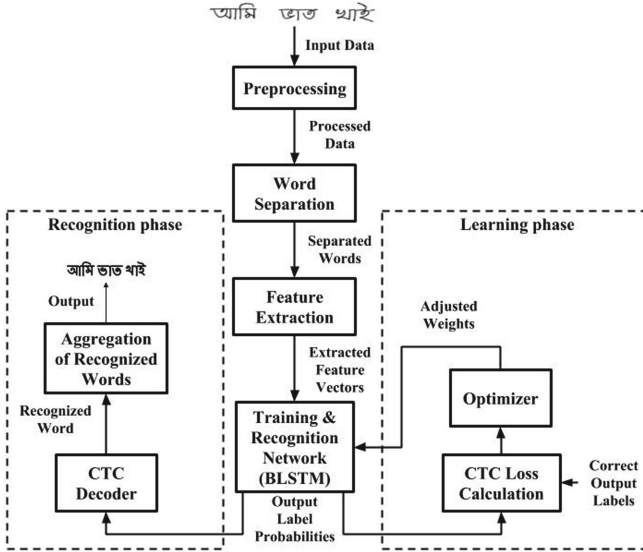 আমি ভাত খাই
Input Data
Preprocessing
Processed
Data
Word
Separation
Separated
Words
Feature
Extraction
Extracted
Feature
Vectors
Training &
Recognition
Network
(BLSTM)
Output
Label
Probabilities
Recognition phase
আমি ভাত খাই
Output
Aggregation
of Recognized
Words
Recognized
Word
CTC
Decoder
Learning phase
Adjusted
Weights
Optimizer
CTC Loss
Calculation
Correct
Output
Labels